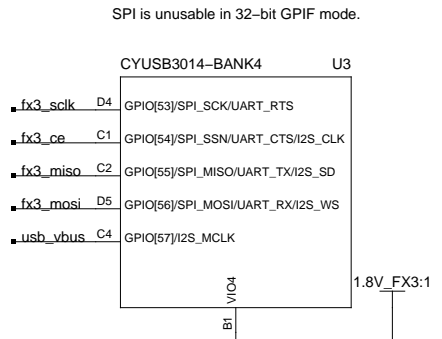 SPI is unusable in 32-bit GPIF mode.
CYUSB3014-BANK4 U3
fx3_sclk D4 GPIO[53]/SPI_SCK/UART_RTS
fx3_ce C1 GPIO[54]/SPI_SSN/UART_CTS/I2S_CLK
fx3_miso C2 GPIO[55]/SPI_MISO/UART_TX/I2S_SD
fx3_mosi D5 GPIO[56]/SPI_MOSI/UART_RX/I2S_WS
usb_vbus C4 GPIO[57]/I2S_MCLK
1.8V_FX3:1
VIO4
B1